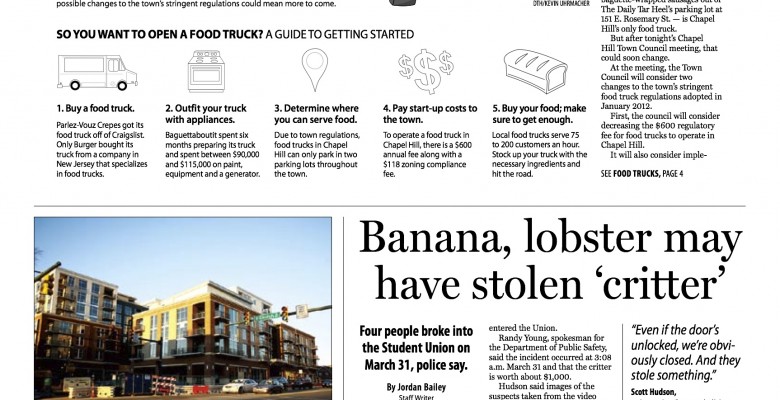 possible changes to the town's stringent regulations could mean more to come.
DTH/KEVIN UHRMACHER
SO YOU WANT TO OPEN A FOOD TRUCK? A GUIDE TO GETTING STARTED
1. Buy a food truck.
Parlez-Vouz Crepes got its
food truck off of Craigslist.
Only Burger bought its
truck from a company in
New Jersey that specializes
in food trucks.
2. Outfit your truck
with appliances.
Baguettaboutit spent six
months preparing its truck
and spent between $90,000
and $115,000 on paint,
equipment and a generator.
3. Determine where
you can serve food.
Due to town regulations,
food trucks in Chapel
Hill can only park in two
parking lots throughout
the town.
4. Pay start-up costs to
the town.
To operate a food truck in
Chapel Hill, there is a $600
annual fee along with a
$118 zoning compliance
fee.
5. Buy your food; make
sure to get enough.
Local food trucks serve 75
to 200 customers an hour.
Stock up your truck with the
necessary ingredients and
hit the road.
baguette-wrapped sausages out of
The Daily Tar Heel's parking lot at
151 E. Rosemary St. — is Chapel
Hill's only food truck.
But after tonight's Chapel
Hill Town Council meeting, that
could soon change.
At the meeting, the Town
Council will consider two
changes to the town's stringent
food truck regulations adopted in
January 2012.
First, the council will consider
decreasing the $600 regulatory
fee for food trucks to operate in
Chapel Hill.
It will also consider imple-
SEE FOOD TRUCKS, PAGE 4
Banana, lobster may
have stolen 'critter'
Four people broke into
the Student Union on
March 31, police say.
By Jordan Bailey
Staff Writer
entered the Union.
Randy Young, spokesman for
the Department of Public Safety,
said the incident occurred at 3:08
a.m. March 31 and that the critter
is worth about $1,000.
Hudson said images of the
suspects taken from the video
"Even if the door's
unlocked, we're obvi-
ously closed. And they
stole something."
Scott Hudson,